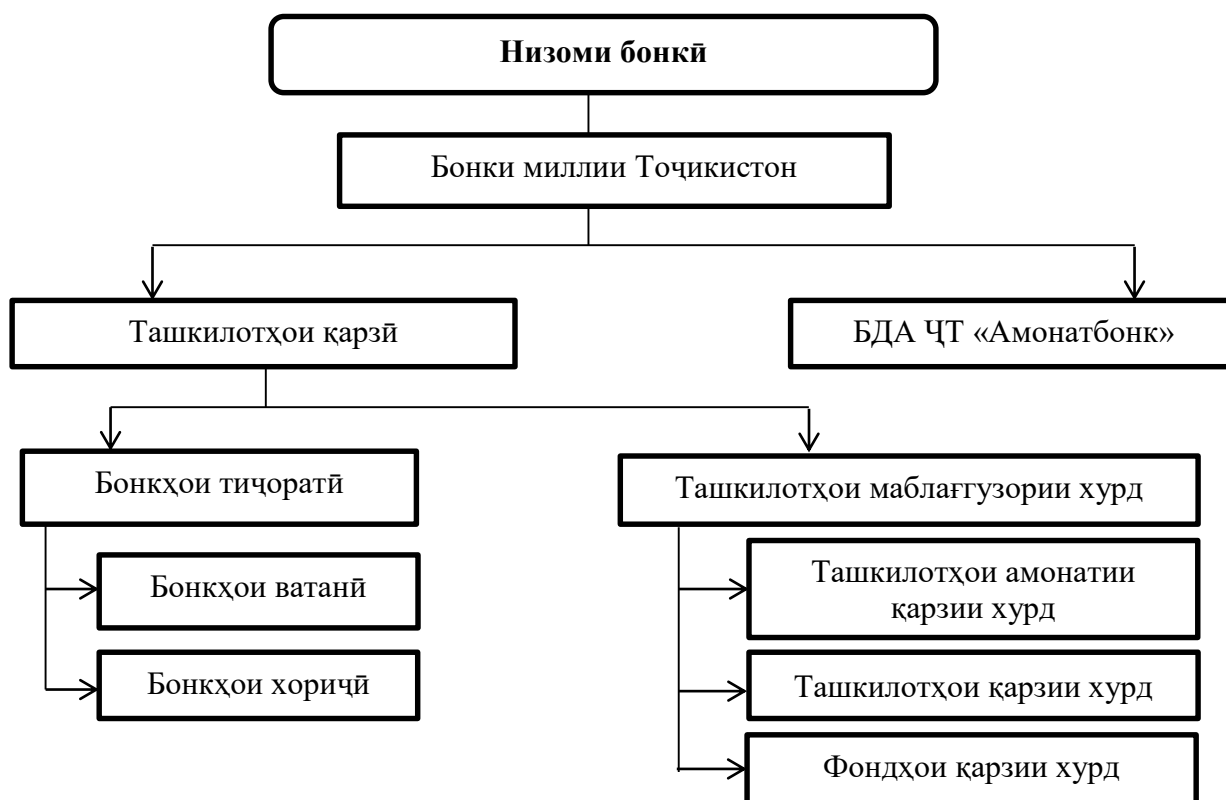 Низоми бонкӣ
Бонки миллии Тоҷикистон
Ташкилотҳои қарзӣ
БДА ҶТ «Амонатбонк»
Бонкҳои тиҷоратӣ
Ташкилотҳои маблағгузории хурд
Бонкҳои ватанӣ
Ташкилотҳои амонатии
қарзии хурд
Бонкҳои хориҷӣ
Ташкилотҳои қарзии хурд
Фондҳои қарзии хурд